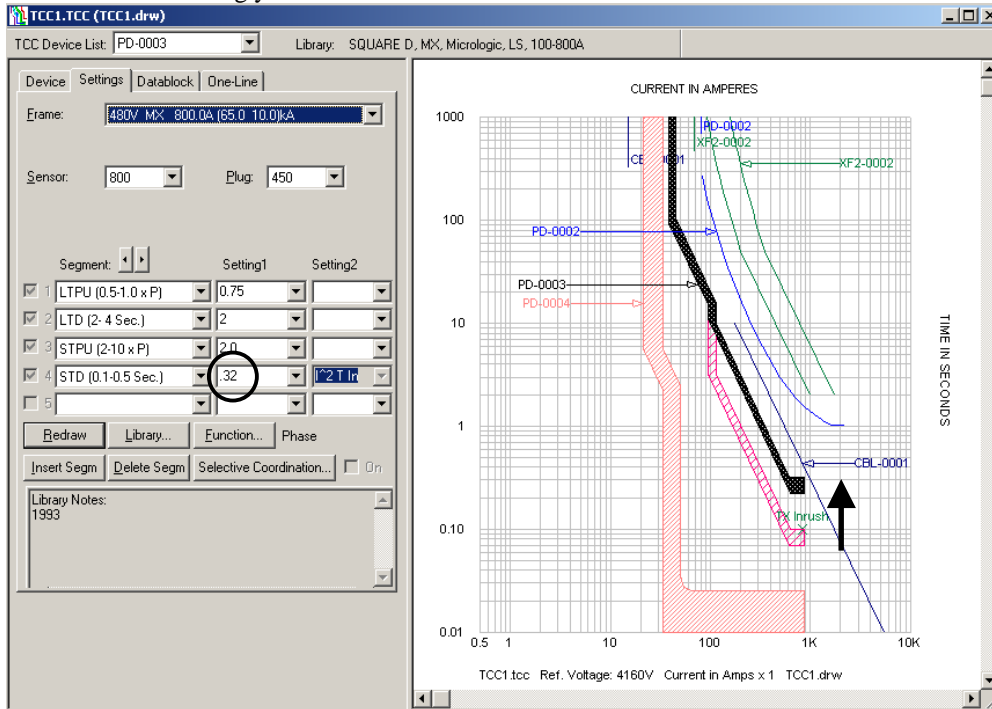 TCC1.TCC (TCC1.drw)
TCC Device List: PD-0003 Library: SQUARE D, MX, Micrologic, LS, 100-800A
Device Settings Datablock One-Line
Frame: 480V MX 800.0A (65.0 10.0)kA
Sensor: 800 Plug: 450
Segment: Setting1 Setting2
1 LTPU (0.5-1.0 x P) 0.75
2 LTD (2- 4 Sec.) 2
3 STPU (2-10 x P) 2.0
4 STD (0.1-0.5 Sec.) .32 I^2 T In
5
Redraw Library... Function... Phase
Insert Segm Delete Segm Selective Coordination... On
Library Notes:
1993
CURRENT IN AMPERES
1000
PD-0002
XF2-0002
XF2-0002
100
PD-0002
PD-0003
PD-0004
10
TIME IN SECONDS
1
CBL-0001
TX Inrush
0.10
0.01
0.5 1 10 100 1K 10K
TCC1.tcc Ref. Voltage: 4160V Current in Amps x 1 TCC1.drw